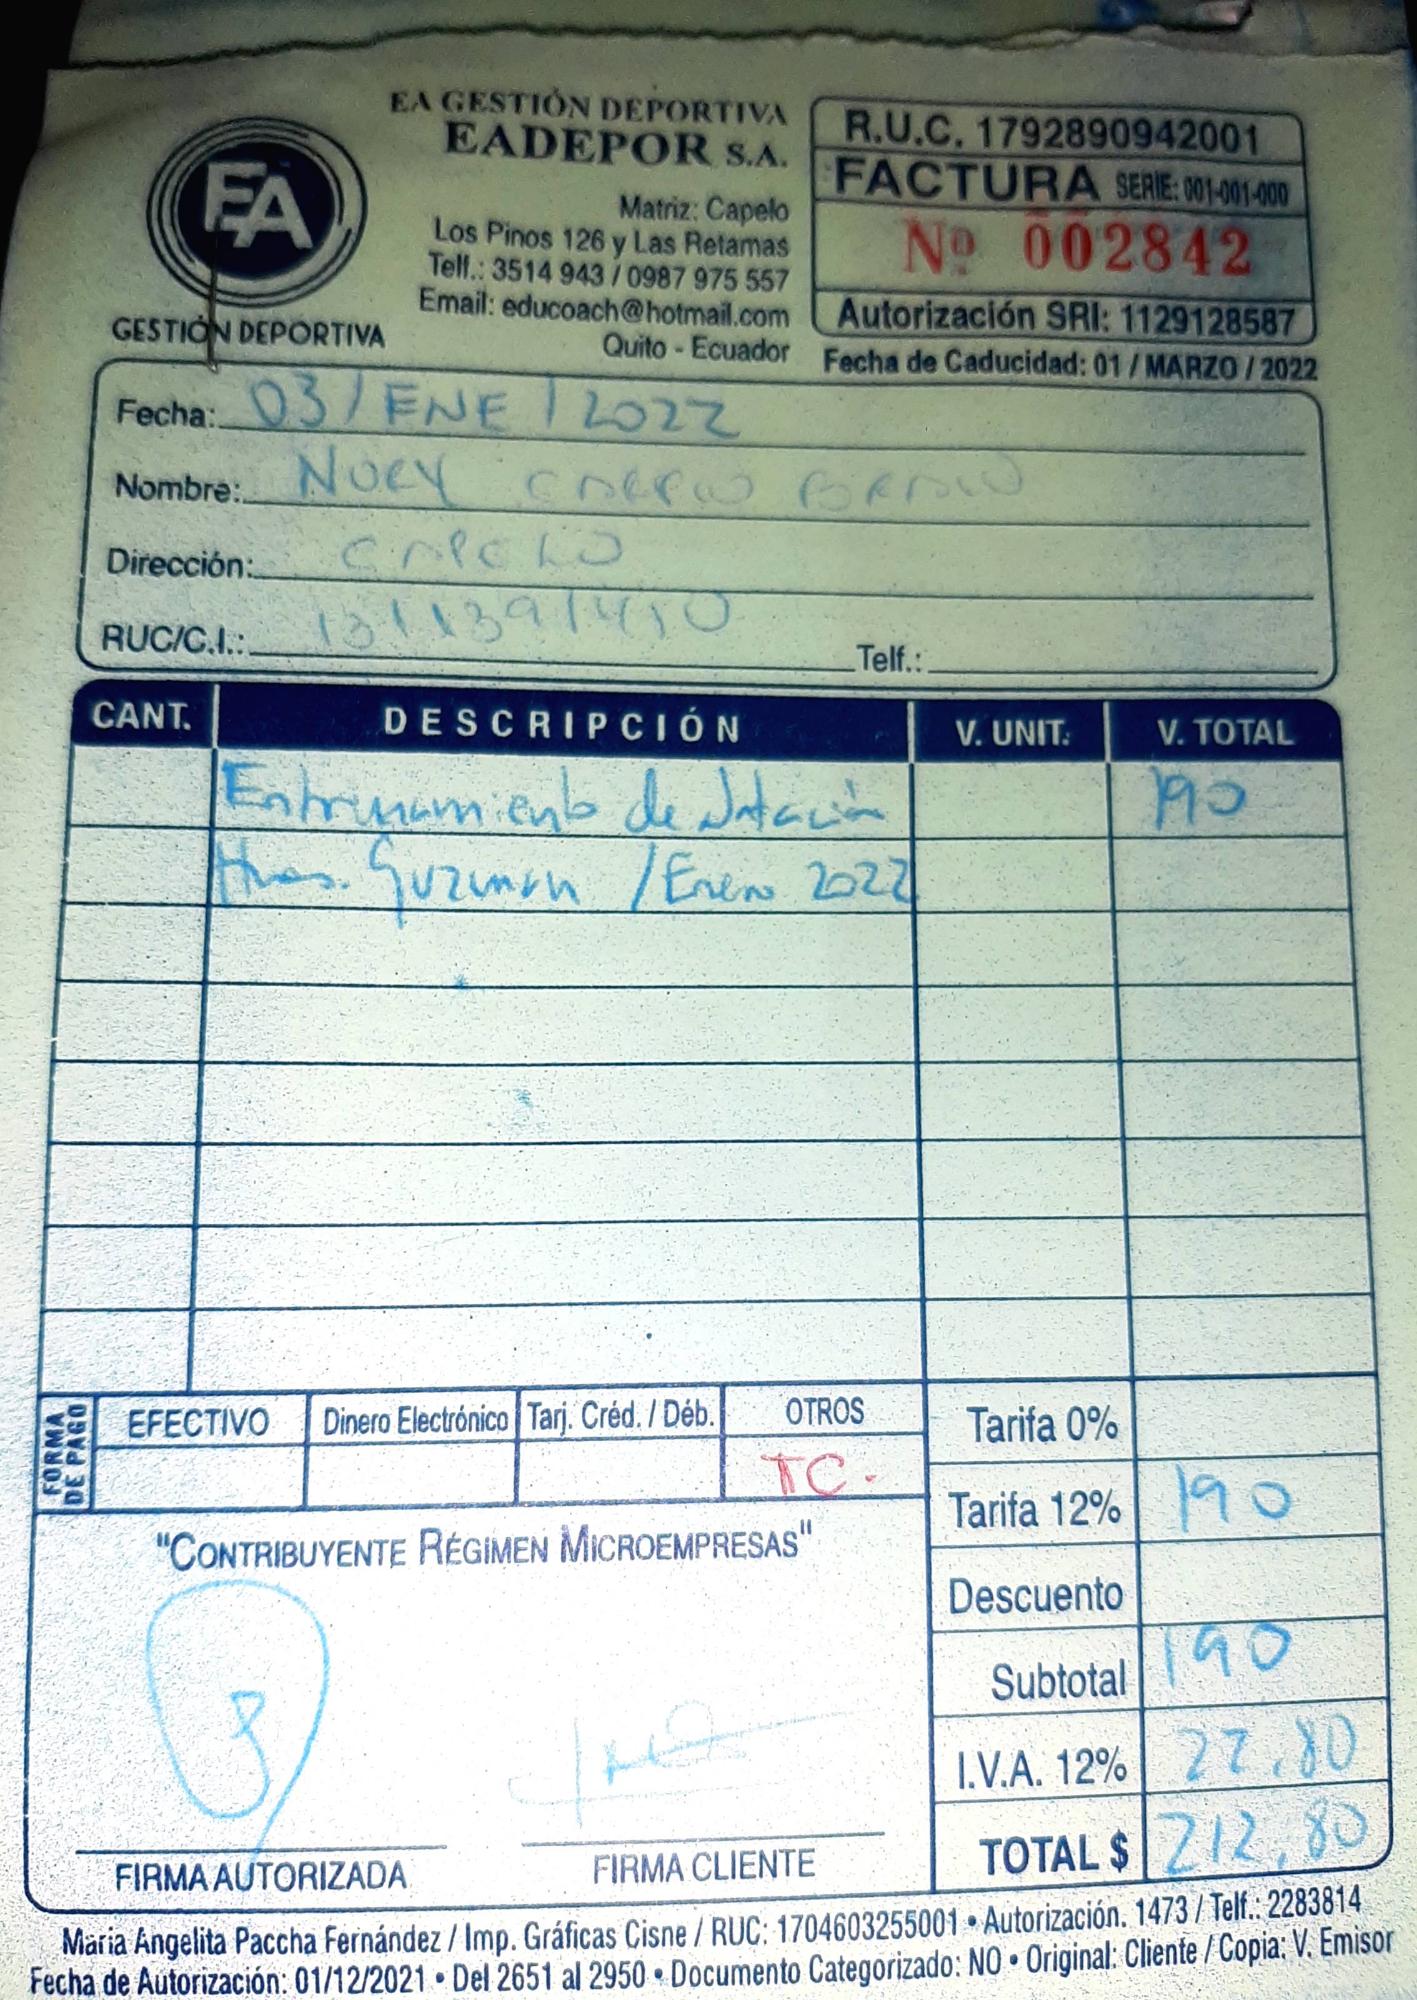 EA
GESTIÓN DEPORTIVA
EA GESTIÓN DEPORTIVA
EADEPOR S.A.
Matriz: Capelo
Los Pinos 126 y Las Retamas
Telf.: 3514 943 / 0987 975 557
Email: educoach@hotmail.com
Quito - Ecuador
R.U.C. 1792890942001
FACTURA SERIE: 001-001-000
Nº 002842
Autorización SRI: 1129128587
Fecha de Caducidad: 01 / MARZO / 2022
Fecha: 03/ENE/2022
Nombre: NOEY
Dirección: CAPELO
RUC/C.I.: 1311391410 Telf.:
CANT. DESCRIPCIÓN V. UNIT. V. TOTAL
Entrenamiento de Natación 190
Hnos. Guzman /Enero 2022
FORMA DE PAGO
EFECTIVO Dinero Electrónico Tarj. Créd. / Déb. OTROS
TC.
Tarifa 0%
Tarifa 12% 190
Descuento
Subtotal 190
I.V.A. 12% 22,80
TOTAL $ 212,80
"CONTRIBUYENTE RÉGIMEN MICROEMPRESAS"
FIRMA AUTORIZADA FIRMA CLIENTE
Maria Angelita Paccha Fernández / Imp. Gráficas Cisne / RUC: 1704603255001 • Autorización. 1473 / Telf.: 2283814
Fecha de Autorización: 01/12/2021 • Del 2651 al 2950 • Documento Categorizado: NO • Original: Cliente / Copia: V. Emisor